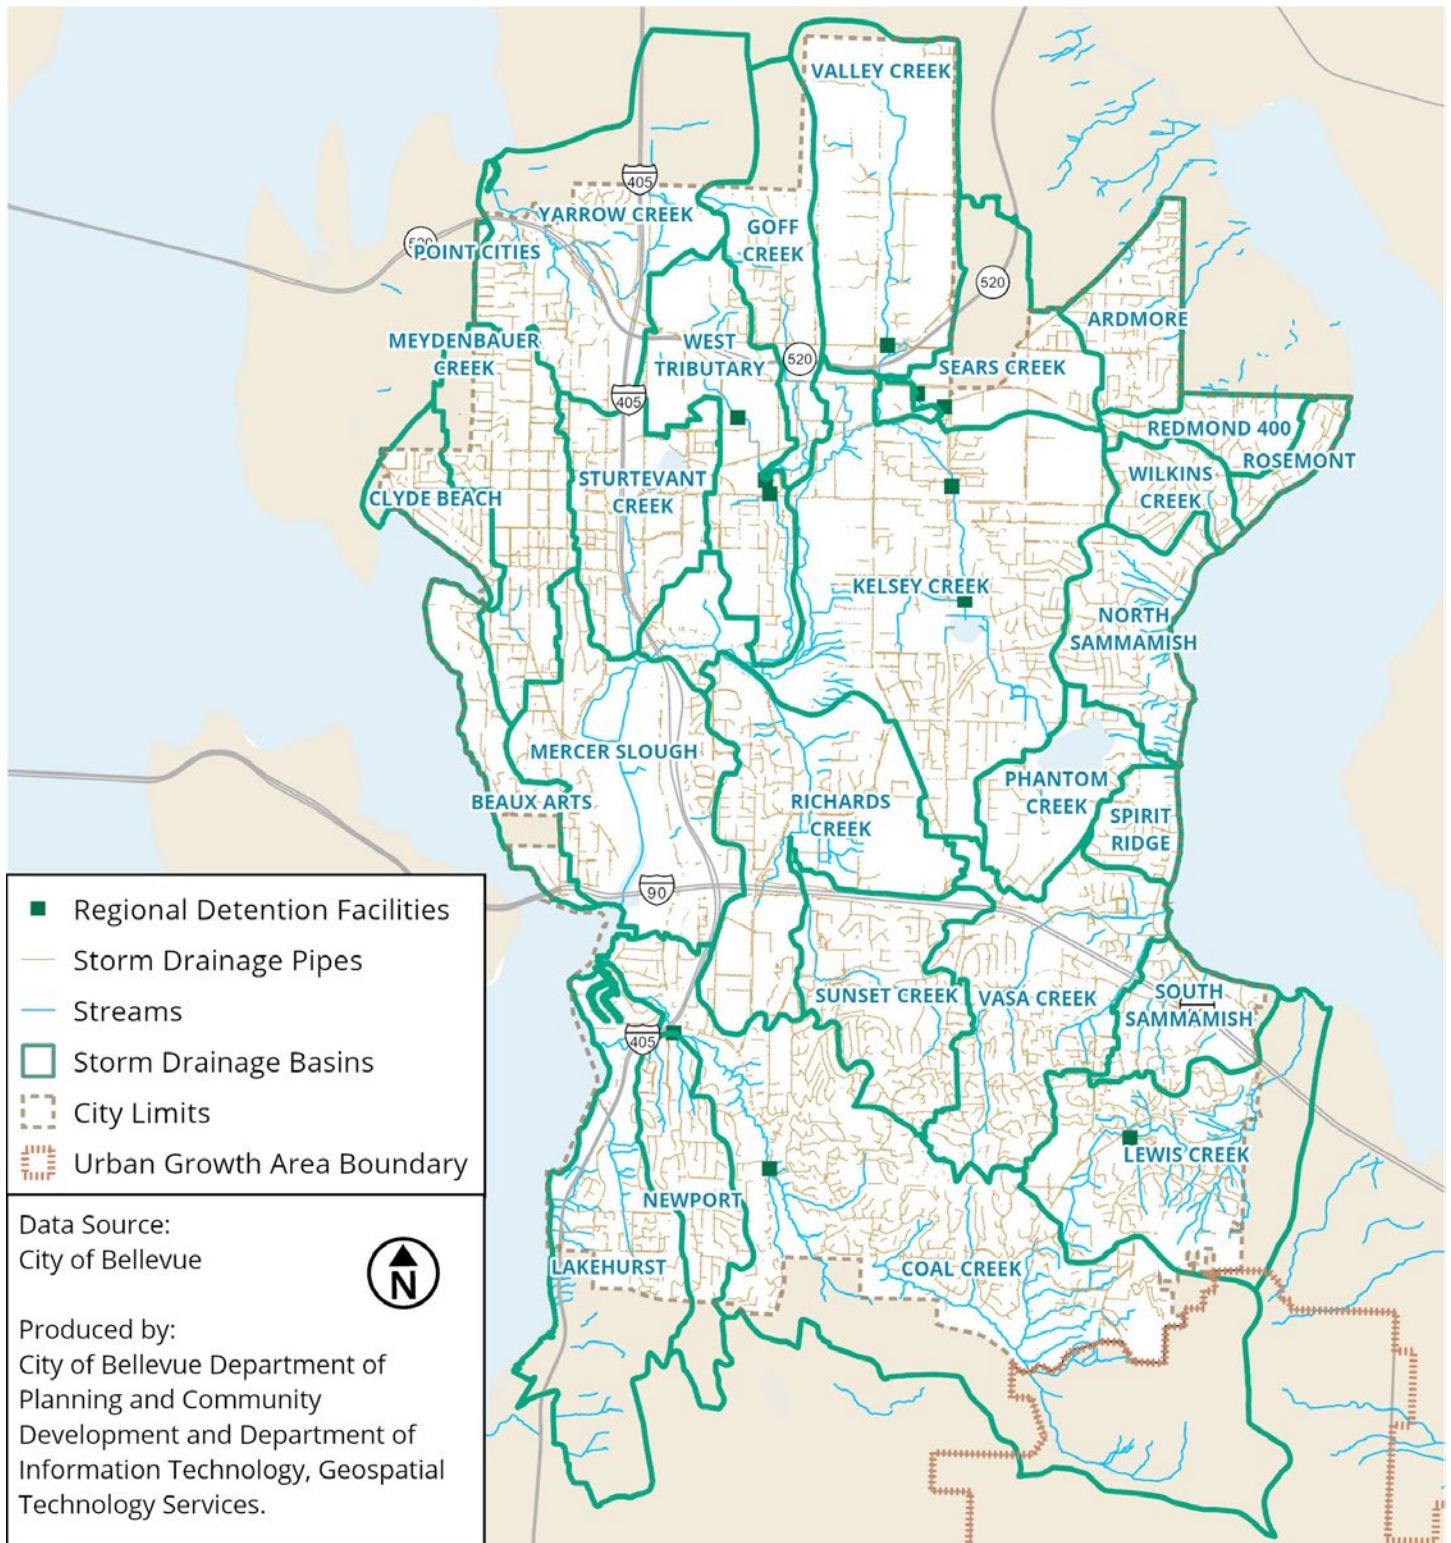 VALLEY CREEK
405
YARROW CREEK
GOFF
CREEK
520
POINT CITIES
520
ARDMORE
MEYDENBAUER
CREEK
WEST
TRIBUTARY
520
SEARS CREEK
405
REDMOND 400
ROSEMONT
WILKINS
CREEK
STURTEVANT
CREEK
CLYDE BEACH
KELSEY CREEK
NORTH
SAMMAMISH
MERCER SLOUGH
PHANTOM
CREEK
BEAUX ARTS
RICHARDS
CREEK
SPIRIT
RIDGE
90
SUNSET CREEK
VASA CREEK
SOUTH
SAMMAMISH
405
LEWIS CREEK
NEWPORT
LAKEHURST
COAL CREEK
Regional Detention Facilities
Storm Drainage Pipes
Streams
Storm Drainage Basins
City Limits
Urban Growth Area Boundary
Data Source:
City of Bellevue
N
Produced by:
City of Bellevue Department of
Planning and Community
Development and Department of
Information Technology, Geospatial
Technology Services.